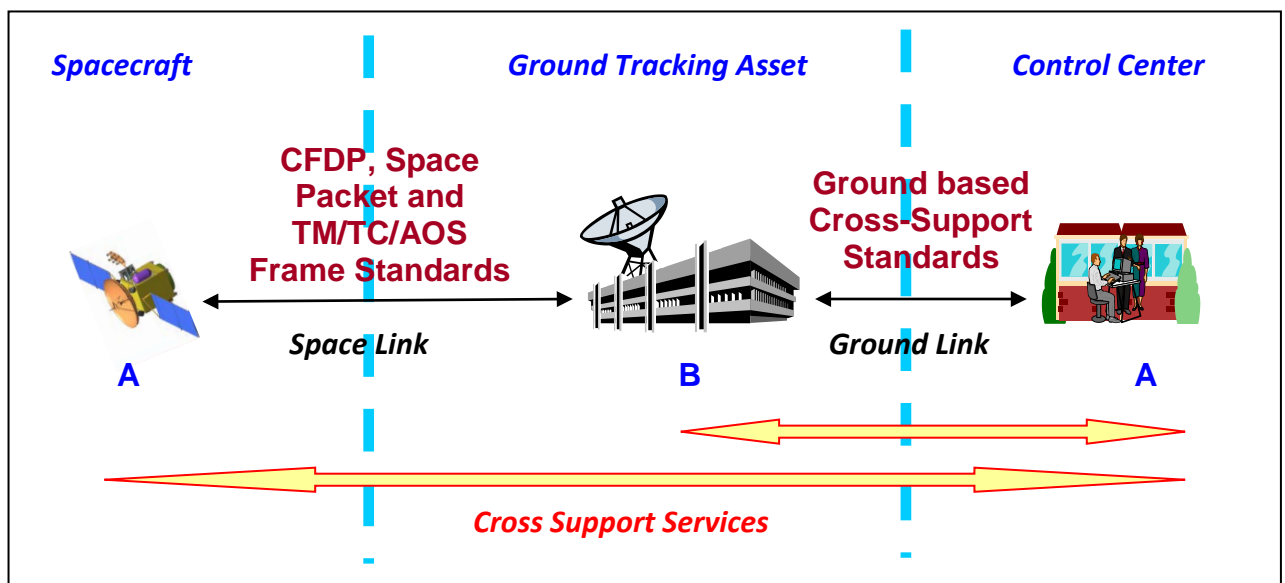 Spacecraft
Ground Tracking Asset
Control Center
CFDP, Space
Packet and
TM/TC/AOS
Frame Standards
Ground based
Cross-Support
Standards
Space Link
Ground Link
A
B
A
Cross Support Services